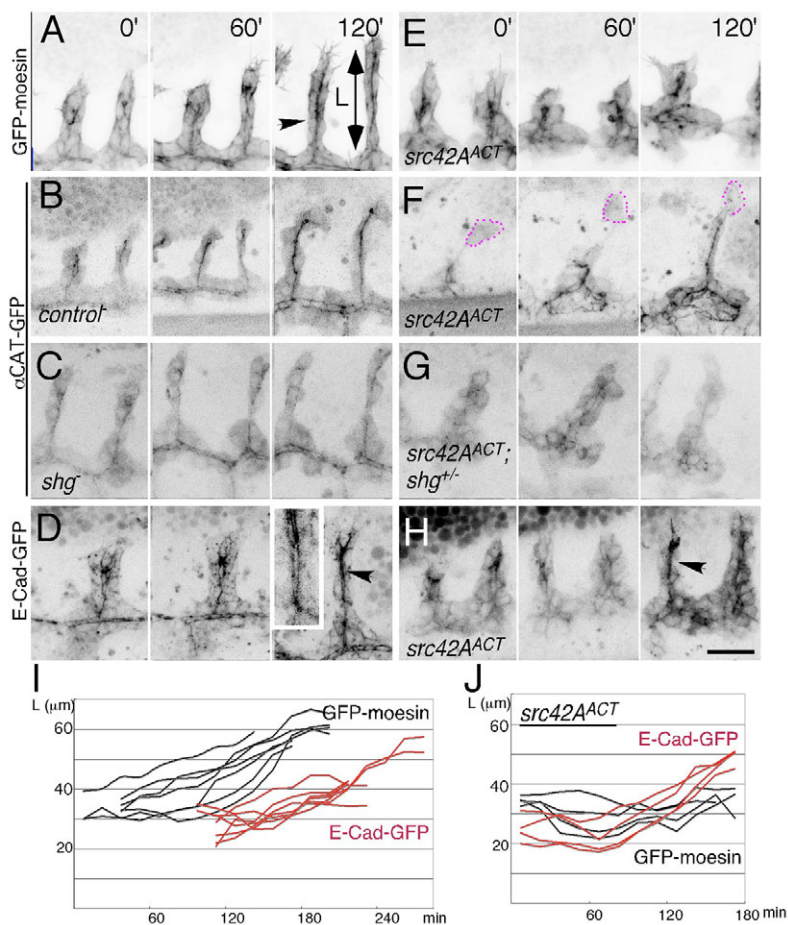 A 0' 60' 120' E 0' 60' 120'
GFP-moesin
L
src42A^ACT
B F
αCAT-GFP
control
src42A^ACT
C G
shg-
src42A^ACT;
shg+/-
D H
E-Cad-GFP
src42A^ACT
I
L (μm)
GFP-moesin
60
40
E-Cad-GFP
20
60 120 180 240 min
J
L (μm)
src42A^ACT
60
E-Cad-GFP
40
20
GFP-moesin
60 180 min